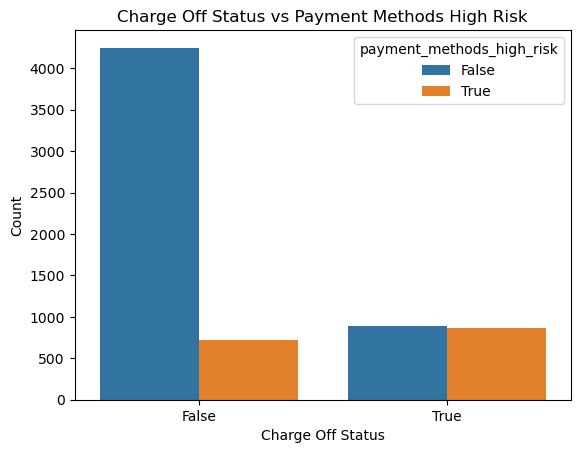 Charge Off Status vs Payment Methods High Risk
payment_methods_high_risk
False
True
4000
3500
3000
2500
2000
1500
1000
500
0
Count
False
True
Charge Off Status